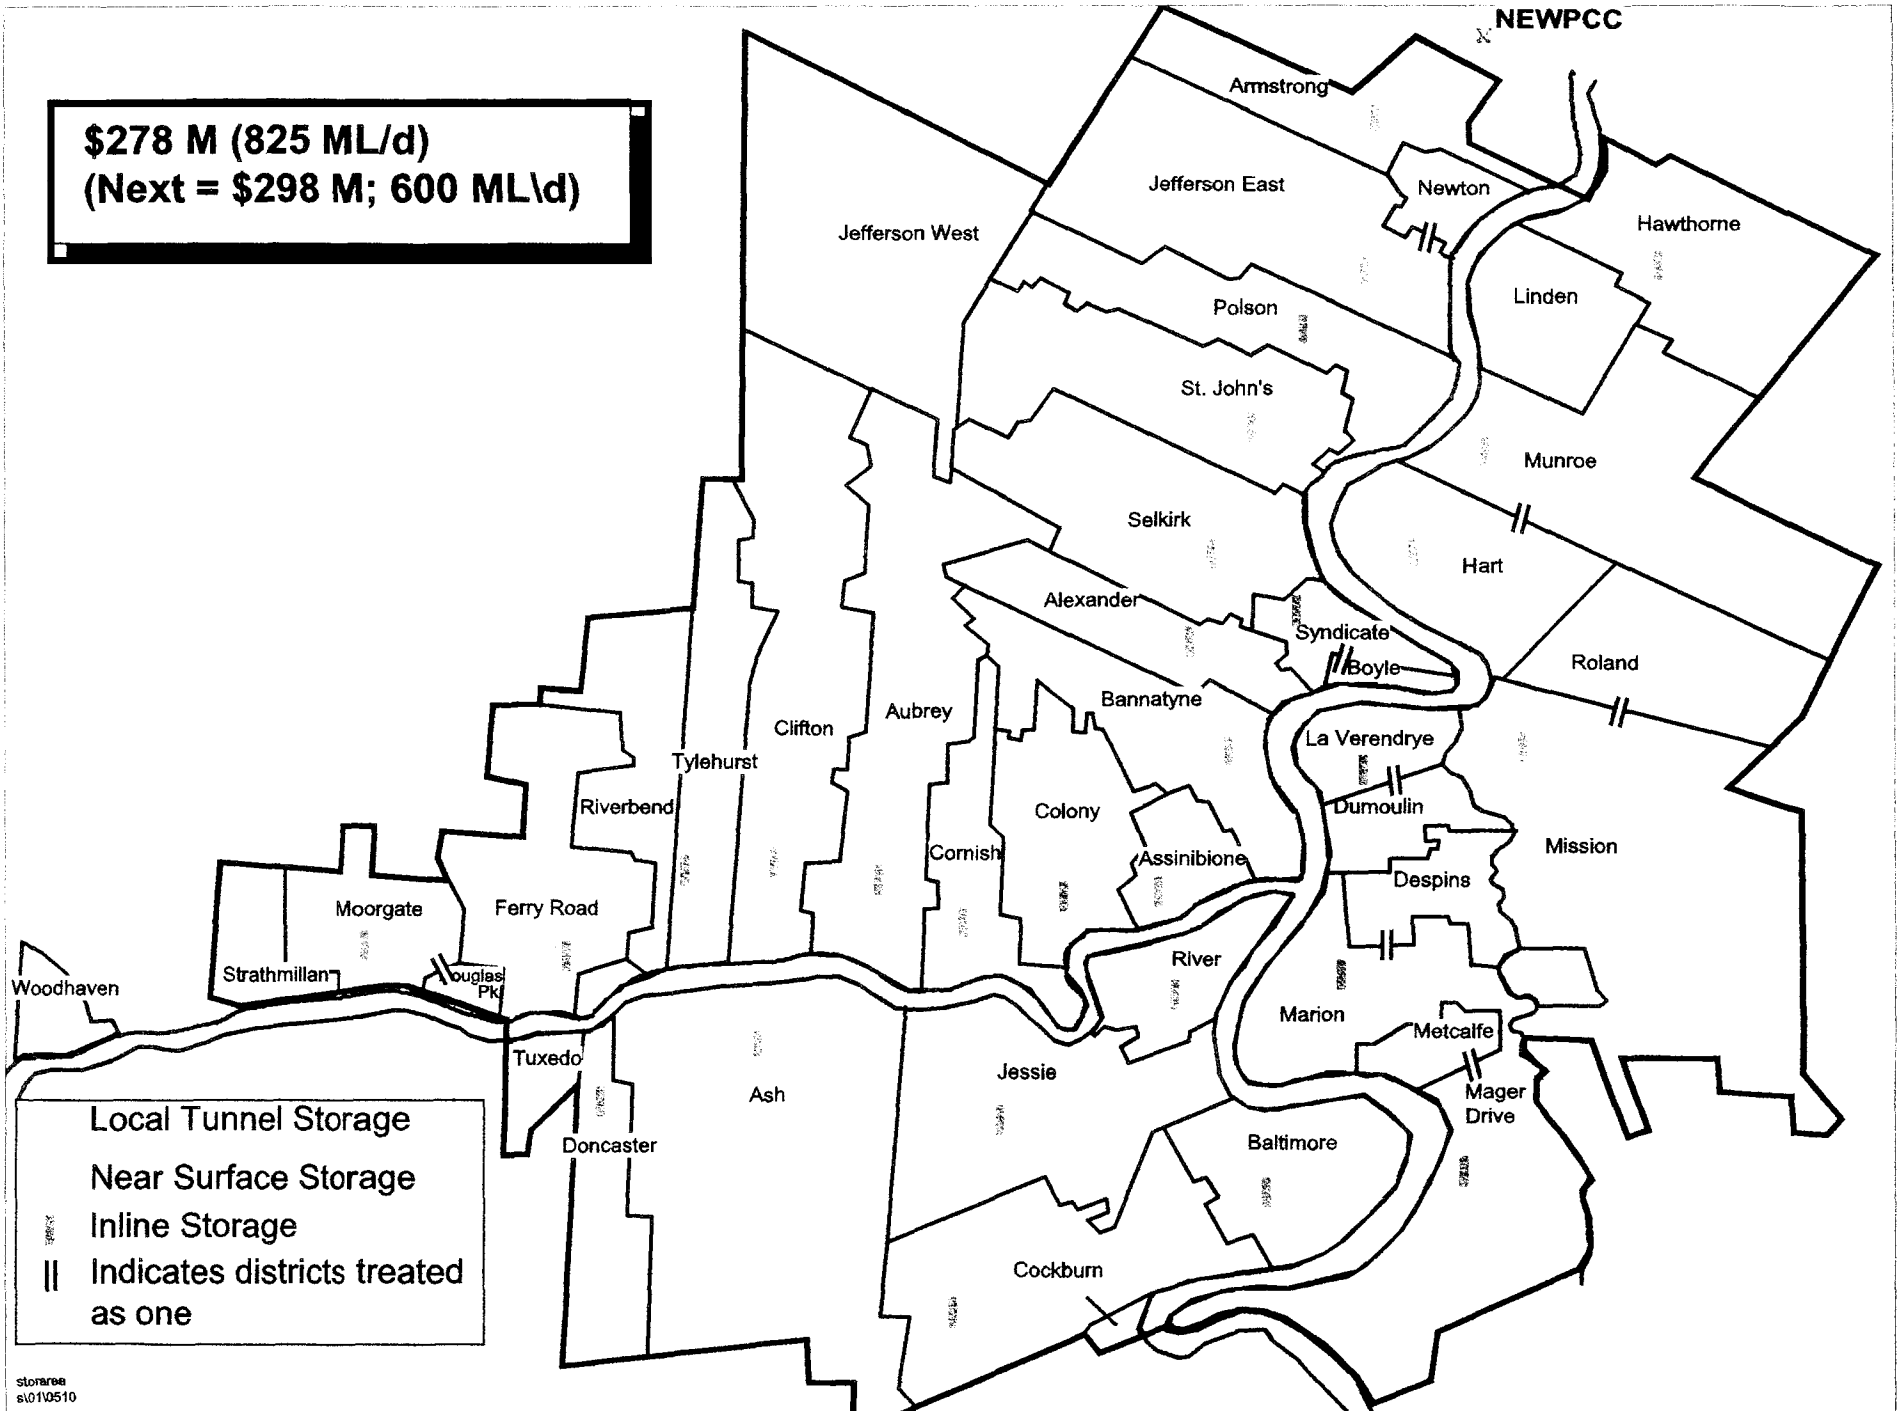 NEWPCC
$278 M (825 ML/d)
(Next = $298 M; 600 ML\d)
Armstrong
Jefferson East
Newton
Hawthorne
Jefferson West
Linden
Polson
St. John's
Munroe
Selkirk
Hart
Alexander
Syndicate
Boyle
Roland
Bannatyne
Aubrey
Clifton
La Verendrye
Tylehurst
Riverbend
Colony
Dumoulin
Mission
Cornish
Assinibione
Despins
Moorgate
Ferry Road
River
Strathmillan
ouglas
Pk
Woodhaven
Marion
Metcalfe
Tuxedo
Jessie
Ash
Mager
Drive
Doncaster
Baltimore
Cockburn
Local Tunnel Storage
Near Surface Storage
Inline Storage
|| Indicates districts treated
as one
s\01\0510